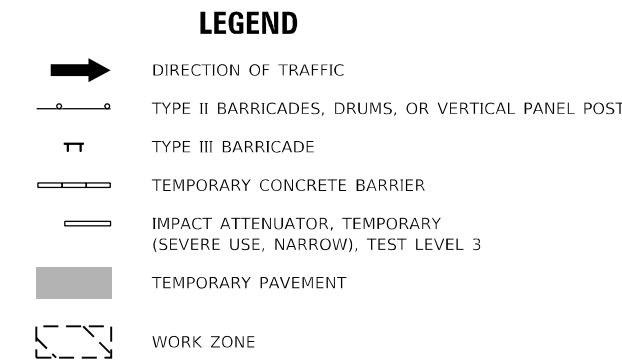 LEGEND
DIRECTION OF TRAFFIC
TYPE II BARRICADES, DRUMS, OR VERTICAL PANEL POST
TYPE III BARRICADE
TEMPORARY CONCRETE BARRIER
IMPACT ATTENUATOR, TEMPORARY
(SEVERE USE, NARROW), TEST LEVEL 3
TEMPORARY PAVEMENT
WORK ZONE